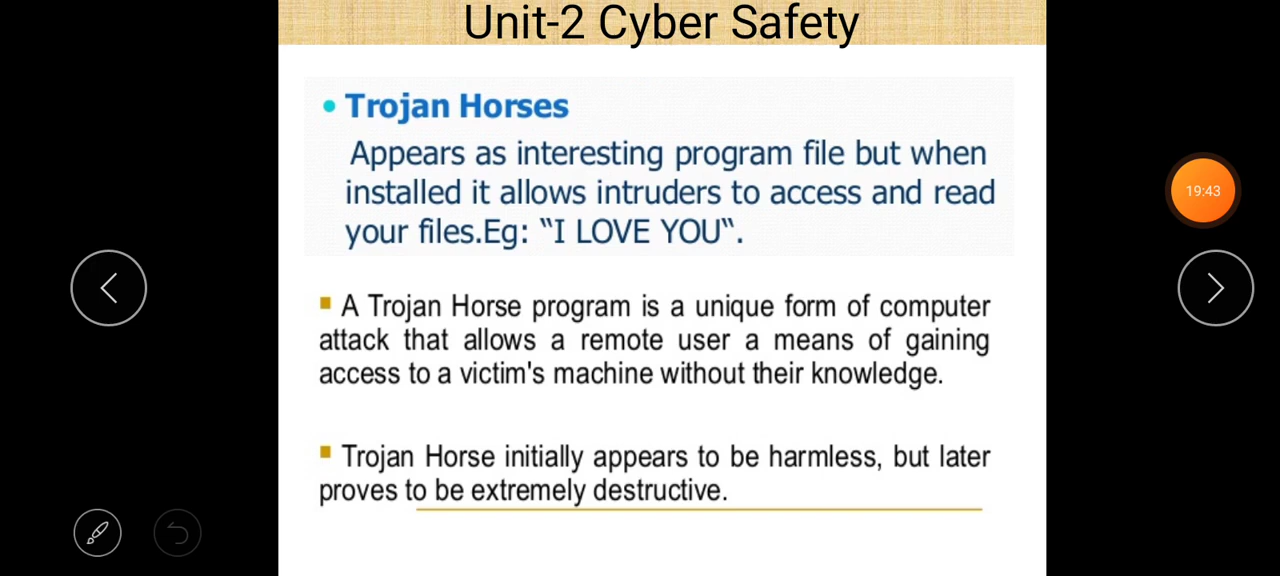 Unit-2 Cyber Safety
• Trojan Horses
Appears as interesting program file but when
installed it allows intruders to access and read
your files.Eg: “I LOVE YOU“.
19:43
▪ A Trojan Horse program is a unique form of computer
attack that allows a remote user a means of gaining
access to a victim's machine without their knowledge.
▪ Trojan Horse initially appears to be harmless, but later
proves to be extremely destructive.